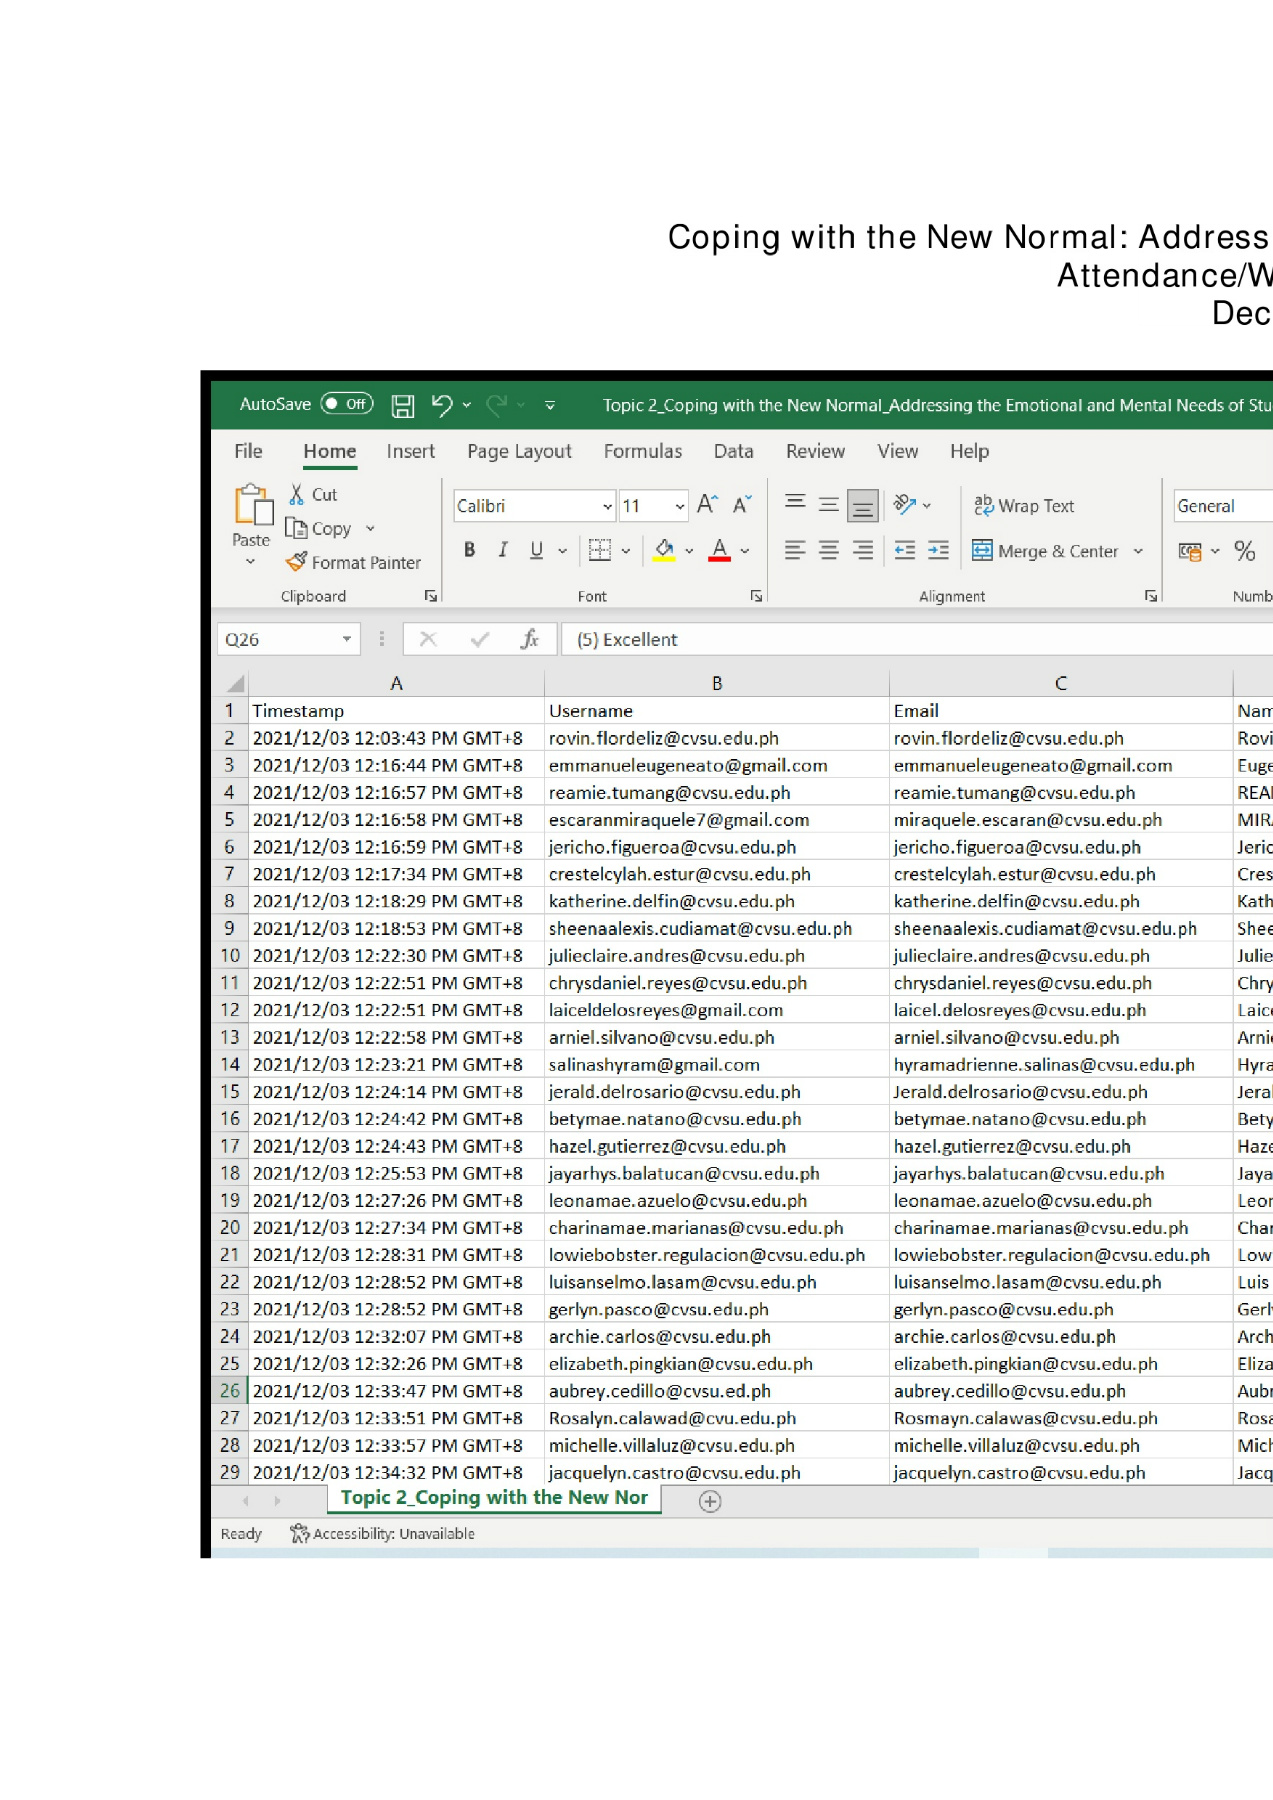 Coping with the New Normal: Address
Attendance/W
Dec
AutoSave Off Topic 2_Coping with the New Normal_Addressing the Emotional and Mental Needs of Stu
File Home Insert Page Layout Formulas Data Review View Help
Cut
Copy
Paste
Format Painter
Calibri 11
Wrap Text
General
B I U
Merge & Center
%
Clipboard Font Alignment Numb
Q26 fx (5) Excellent
A B C
1 Timestamp Username Email Nam
2 2021/12/03 12:03:43 PM GMT+8 rovin.flordeliz@cvsu.edu.ph rovin.flordeliz@cvsu.edu.ph Rovi
3 2021/12/03 12:16:44 PM GMT+8 emmanueleugeneato@gmail.com emmanueleugeneato@gmail.com Euge
4 2021/12/03 12:16:57 PM GMT+8 reamie.tumang@cvsu.edu.ph reamie.tumang@cvsu.edu.ph REAI
5 2021/12/03 12:16:58 PM GMT+8 escaranmiraquele7@gmail.com miraquele.escaran@cvsu.edu.ph MIR
6 2021/12/03 12:16:59 PM GMT+8 jericho.figueroa@cvsu.edu.ph jericho.figueroa@cvsu.edu.ph Jeric
7 2021/12/03 12:17:34 PM GMT+8 crestelcylah.estur@cvsu.edu.ph crestelcylah.estur@cvsu.edu.ph Cres
8 2021/12/03 12:18:29 PM GMT+8 katherine.delfin@cvsu.edu.ph katherine.delfin@cvsu.edu.ph Kath
9 2021/12/03 12:18:53 PM GMT+8 sheenaalexis.cudiamat@cvsu.edu.ph sheenaalexis.cudiamat@cvsu.edu.ph Shee
10 2021/12/03 12:22:30 PM GMT+8 julieclaire.andres@cvsu.edu.ph julieclaire.andres@cvsu.edu.ph Julie
11 2021/12/03 12:22:51 PM GMT+8 chrysdaniel.reyes@cvsu.edu.ph chrysdaniel.reyes@cvsu.edu.ph Chry
12 2021/12/03 12:22:51 PM GMT+8 laiceldelosreyes@gmail.com laicel.delosreyes@cvsu.edu.ph Laice
13 2021/12/03 12:22:58 PM GMT+8 arniel.silvano@cvsu.edu.ph arniel.silvano@cvsu.edu.ph Arnie
14 2021/12/03 12:23:21 PM GMT+8 salinashyram@gmail.com hyramadrienne.salinas@cvsu.edu.ph Hyra
15 2021/12/03 12:24:14 PM GMT+8 jerald.delrosario@cvsu.edu.ph Jerald.delrosario@cvsu.edu.ph Jeral
16 2021/12/03 12:24:42 PM GMT+8 betymae.natano@cvsu.edu.ph betymae.natano@cvsu.edu.ph Bety
17 2021/12/03 12:24:43 PM GMT+8 hazel.gutierrez@cvsu.edu.ph hazel.gutierrez@cvsu.edu.ph Haze
18 2021/12/03 12:25:53 PM GMT+8 jayarhys.balatucan@cvsu.edu.ph jayarhys.balatucan@cvsu.edu.ph Jaya
19 2021/12/03 12:27:26 PM GMT+8 leonamae.azuelo@cvsu.edu.ph leonamae.azuelo@cvsu.edu.ph Leon
20 2021/12/03 12:27:34 PM GMT+8 charinamae.marianas@cvsu.edu.ph charinamae.marianas@cvsu.edu.ph Char
21 2021/12/03 12:28:31 PM GMT+8 lowiebobster.regulacion@cvsu.edu.ph lowiebobster.regulacion@cvsu.edu.ph Low
22 2021/12/03 12:28:52 PM GMT+8 luisanselmo.lasam@cvsu.edu.ph luisanselmo.lasam@cvsu.edu.ph Luis
23 2021/12/03 12:28:52 PM GMT+8 gerlyn.pasco@cvsu.edu.ph gerlyn.pasco@cvsu.edu.ph Gerl
24 2021/12/03 12:32:07 PM GMT+8 archie.carlos@cvsu.edu.ph archie.carlos@cvsu.edu.ph Arch
25 2021/12/03 12:32:26 PM GMT+8 elizabeth.pingkian@cvsu.edu.ph elizabeth.pingkian@cvsu.edu.ph Eliza
26 2021/12/03 12:33:47 PM GMT+8 aubrey.cedillo@cvsu.ed.ph aubrey.cedillo@cvsu.edu.ph Aubr
27 2021/12/03 12:33:51 PM GMT+8 Rosalyn.calawad@cvu.edu.ph Rosmayn.calawas@cvsu.edu.ph Rosa
28 2021/12/03 12:33:57 PM GMT+8 michelle.villaluz@cvsu.edu.ph michelle.villaluz@cvsu.edu.ph Mich
29 2021/12/03 12:34:32 PM GMT+8 jacquelyn.castro@cvsu.edu.ph jacquelyn.castro@cvsu.edu.ph Jacq
Topic 2_Coping with the New Nor
Ready Accessibility: Unavailable